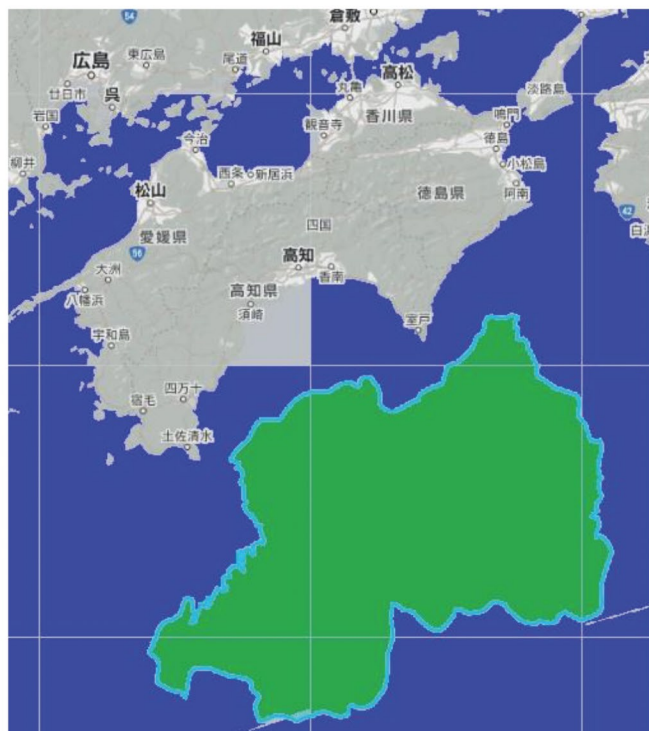 54
倉敷
福山
広島
東広島
尾道
廿日市
呉
丸亀
高松
淡路島
岩国
観音寺
香川県
鳴門
今治
徳島
柳井
西条
新居浜
小松島
松山
徳島県
阿南
42
愛媛県
四国
56
高知
大洲
香南
八幡浜
高知県
須崎
室戸
宇和島
四万十
宿毛
土佐清水